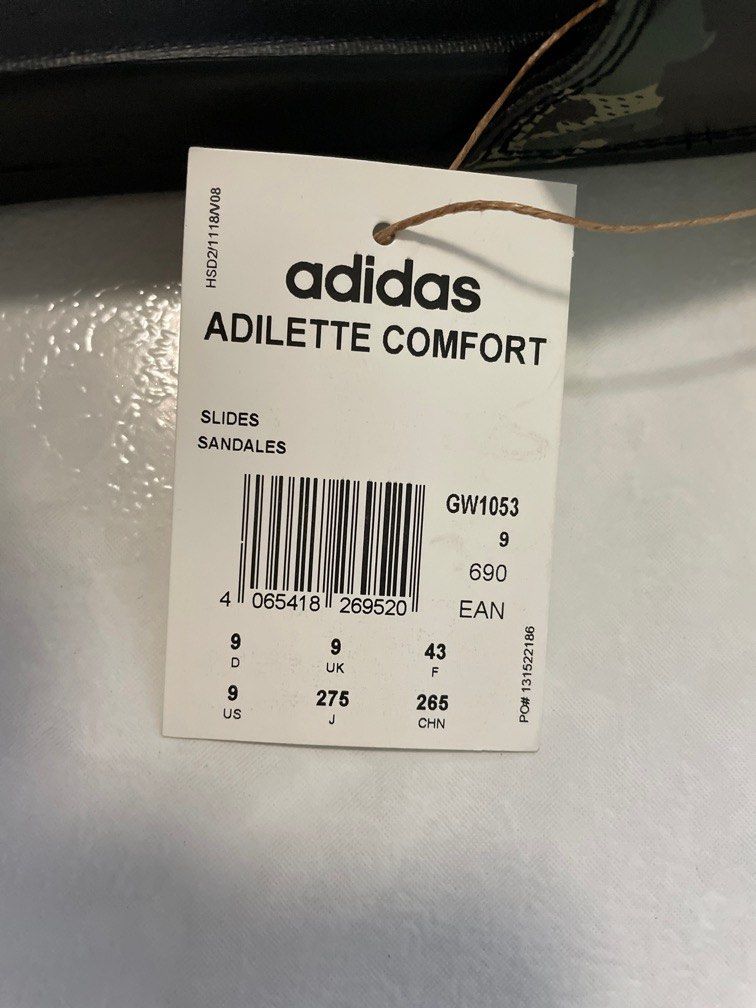 HSD2/1118/V08
adidas
ADILETTE COMFORT
SLIDES
SANDALES
GW1053
9
690
EAN
4 065418 269520
9 9 43
D UK F
9 275 265
US J CHN
PO# 131522186